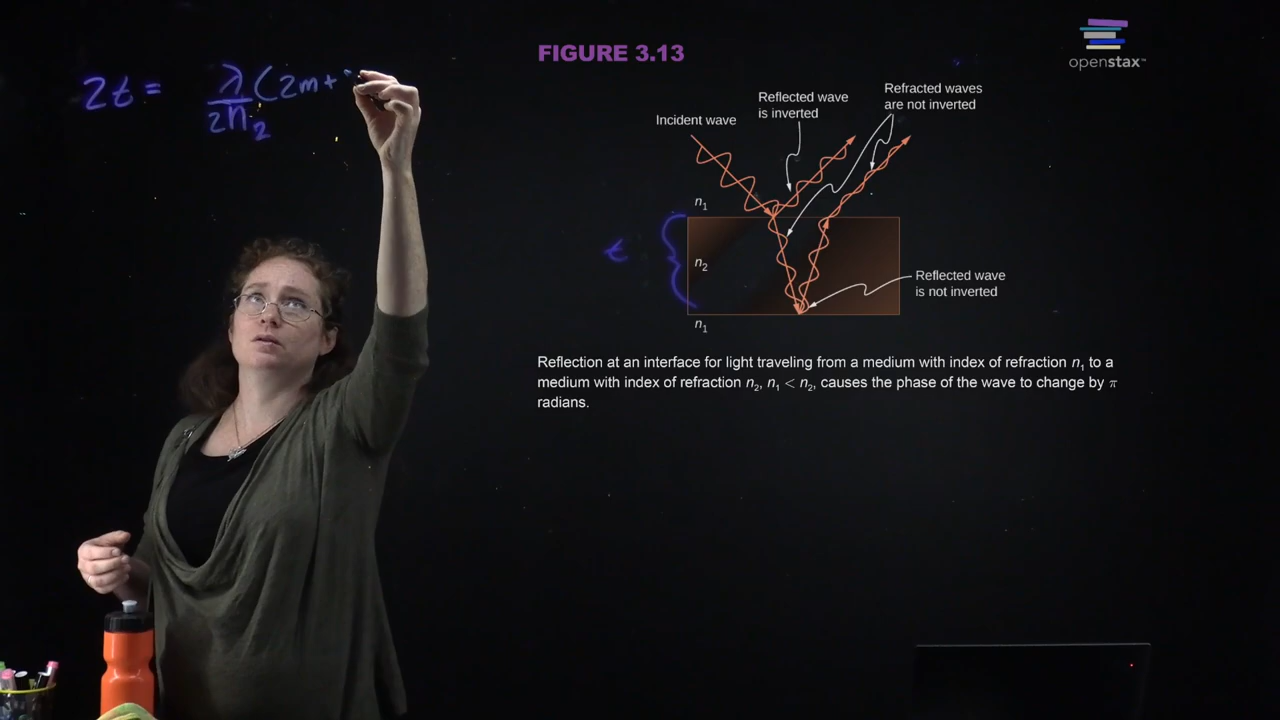 FIGURE 3.13
openstax™
2t = λ/2n₂ (2m+
Incident wave
Reflected wave
is inverted
Refracted waves
are not inverted
n₁
t
n₂
Reflected wave
is not inverted
n₁
Reflection at an interface for light traveling from a medium with index of refraction n₁ to a
medium with index of refraction n₂, n₁ < n₂, causes the phase of the wave to change by π
radians.